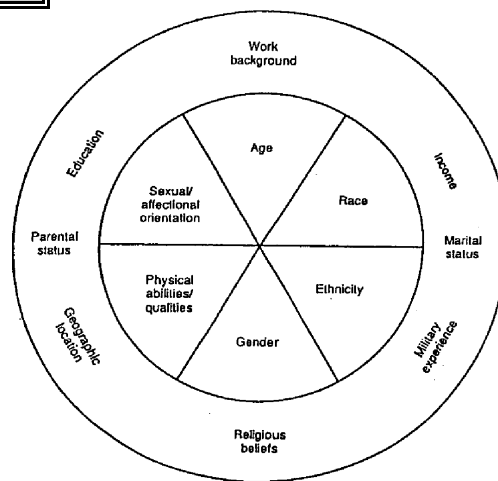 Work
background
Education
Income
Age
Sexual/
affectional
orientation
Race
Parental
status
Marital
status
Physical
abilities/
qualities
Ethnicity
Gender
Geographic
location
Military
experience
Religious
beliefs